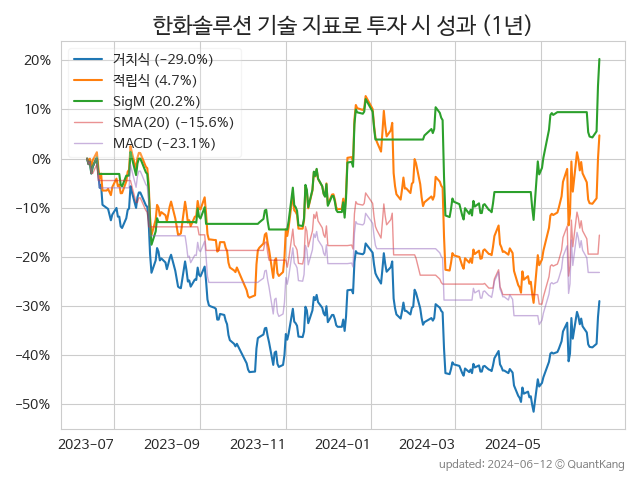 한화솔루션 기술 지표로 투자 시 성과 (1년)
거치식 (−29.0%)
적립식 (4.7%)
SigM (20.2%)
SMA(20) (−15.6%)
MACD (−23.1%)
20%
10%
0%
−10%
−20%
−30%
−40%
−50%
2023−07 2023−09 2023−11 2024−01 2024−03 2024−05
updated: 2024−06−12 © QuantKang